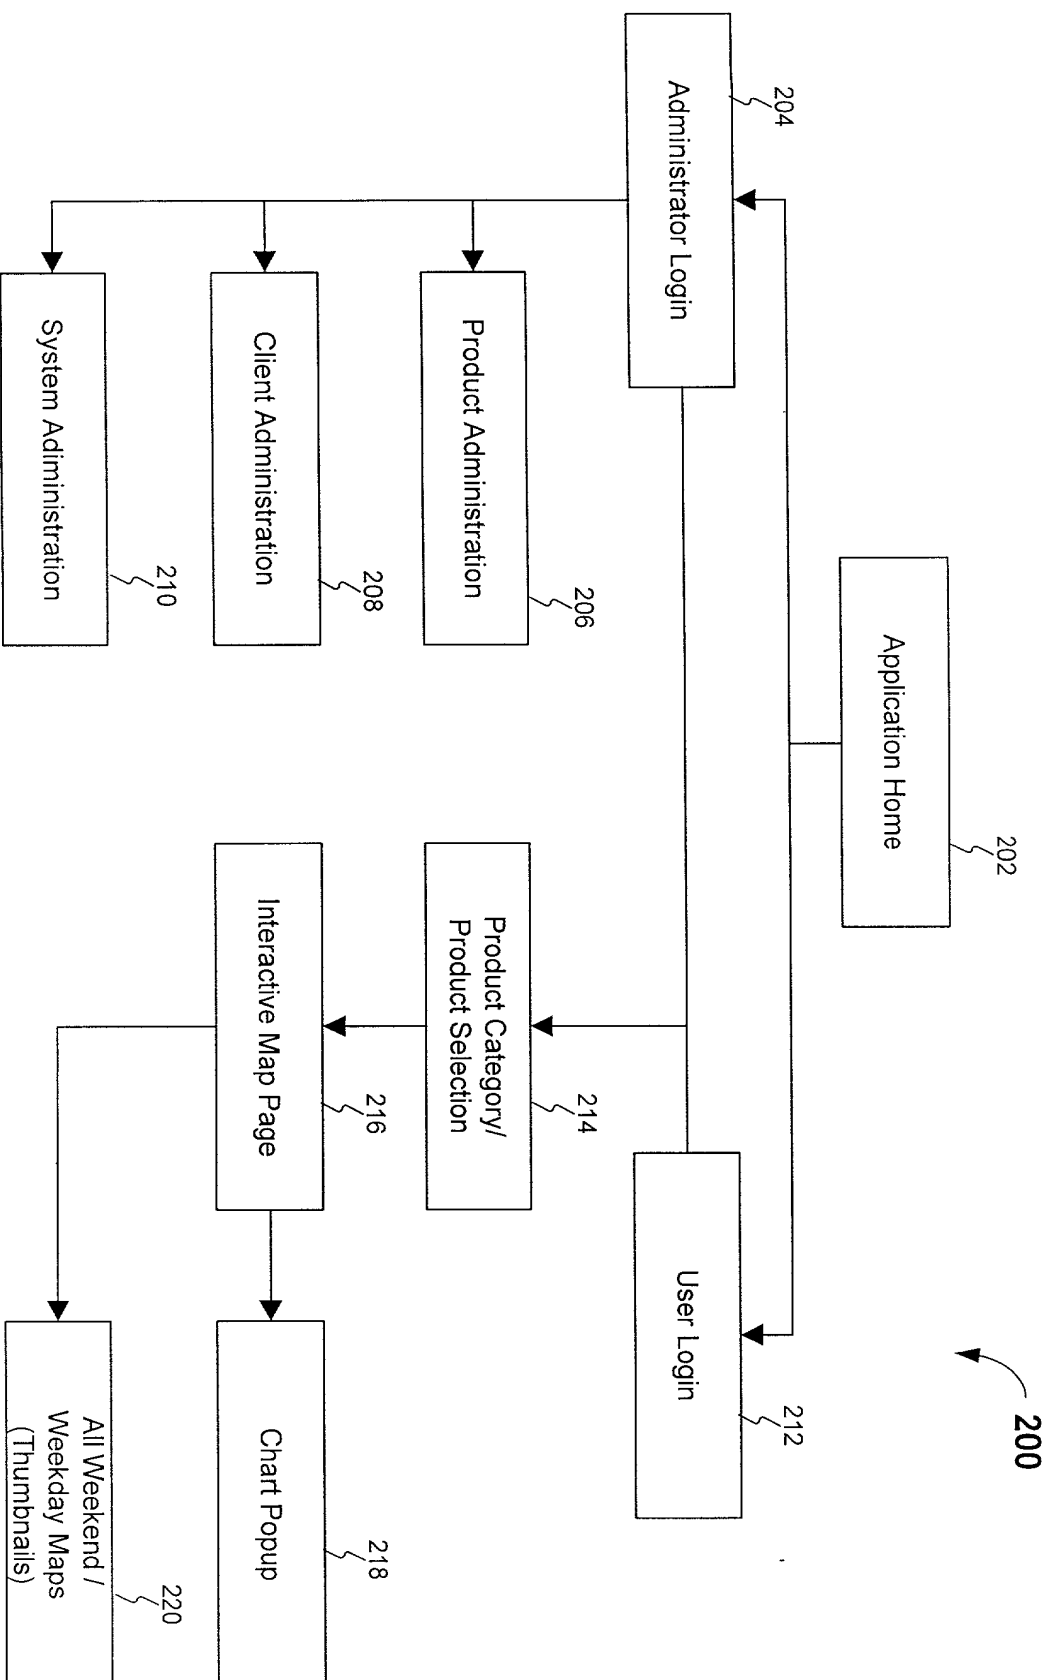 200
202
Application Home
204
Administrator Login
212
User Login
206
Product Administration
214
Product Category/
Product Selection
208
Client Administration
216
Interactive Map Page
218
Chart Popup
210
System Adiministration
220
All Weekend /
Weekday Maps
(Thumbnails)